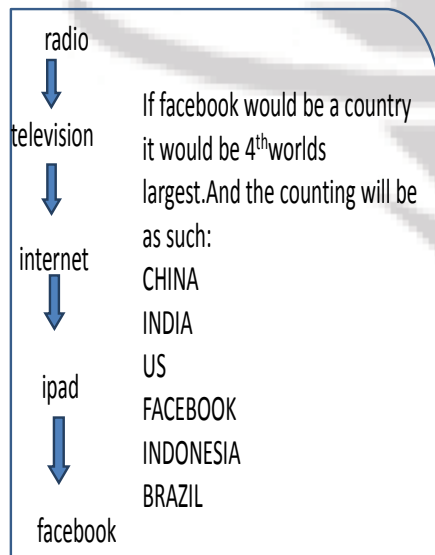 radio
television
internet
ipad
facebook
If facebook would be a country
it would be 4thworlds
largest.And the counting will be
as such:
CHINA
INDIA
US
FACEBOOK
INDONESIA
BRAZIL